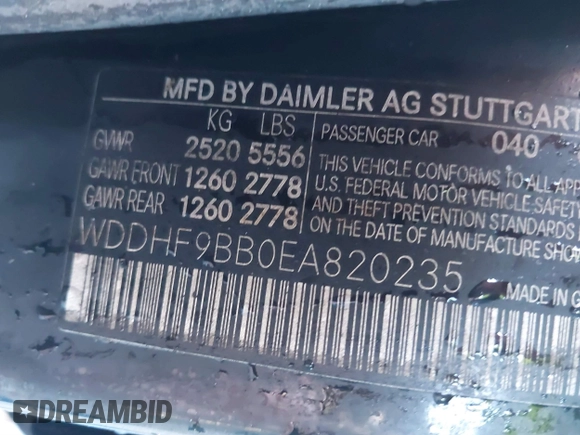 MFD BY DAIMLER AG STUTTGART
KG LBS
GVWR 2520 5556
GAWR FRONT 1260 2778
GAWR REAR 1260 2778
PASSENGER CAR 040
THIS VEHICLE CONFORMS TO ALL
U.S. FEDERAL MOTOR VEHICLE SAFETY
AND THEFT PREVENTION STANDARDS
ON THE DATE OF MANUFACTURE
WDDHF9BB0EA820235
MADE IN
DREAMBID